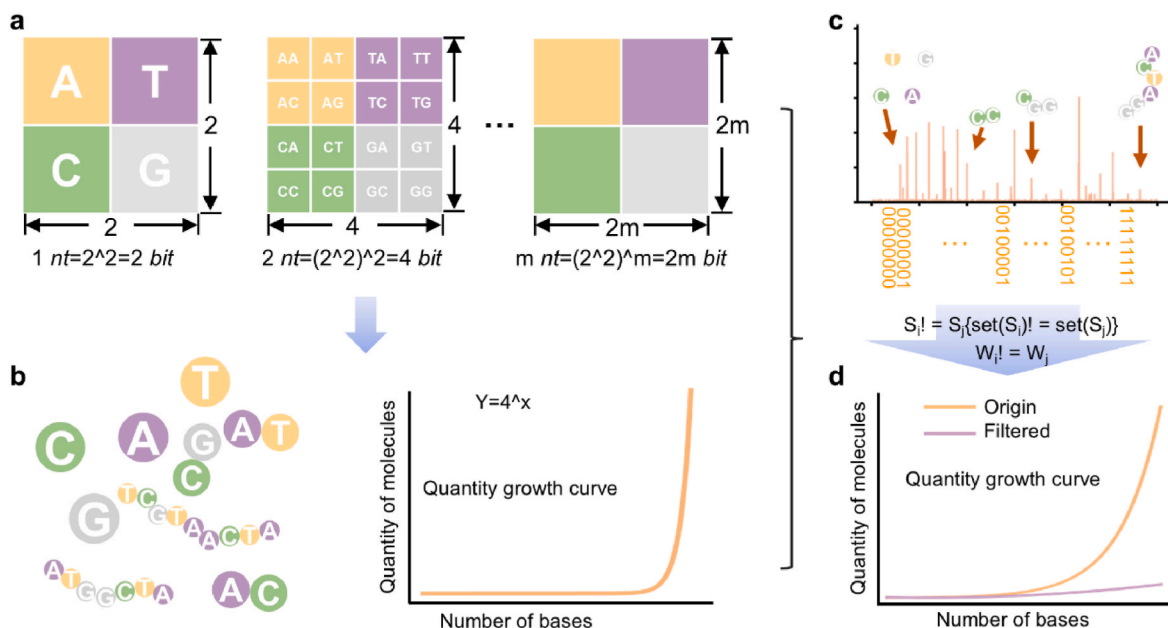 a
A T
C G
2
2
1 nt=2^2=2 bit
AA AT TA TT
AC AG TC TG
CA CT GA GT
CC CG GC GG
4
4
2 nt=(2^2)^2=4 bit
...
2m
2m
m nt=(2^2)^m=2m bit
b
T
C A G A T
C
G
T C G T A A C T A
A T G G C T A
A C
Quantity of molecules
Y=4^x
Quantity growth curve
Number of bases
c
T G
C A
C C
C G G
G G A T C A
00000000
00000001
...
00100001
...
00100101
...
11111111
Si! = Sj{set(Si)! = set(Sj)}
Wi! = Wj
d
Quantity of molecules
Origin
Filtered
Quantity growth curve
Number of bases